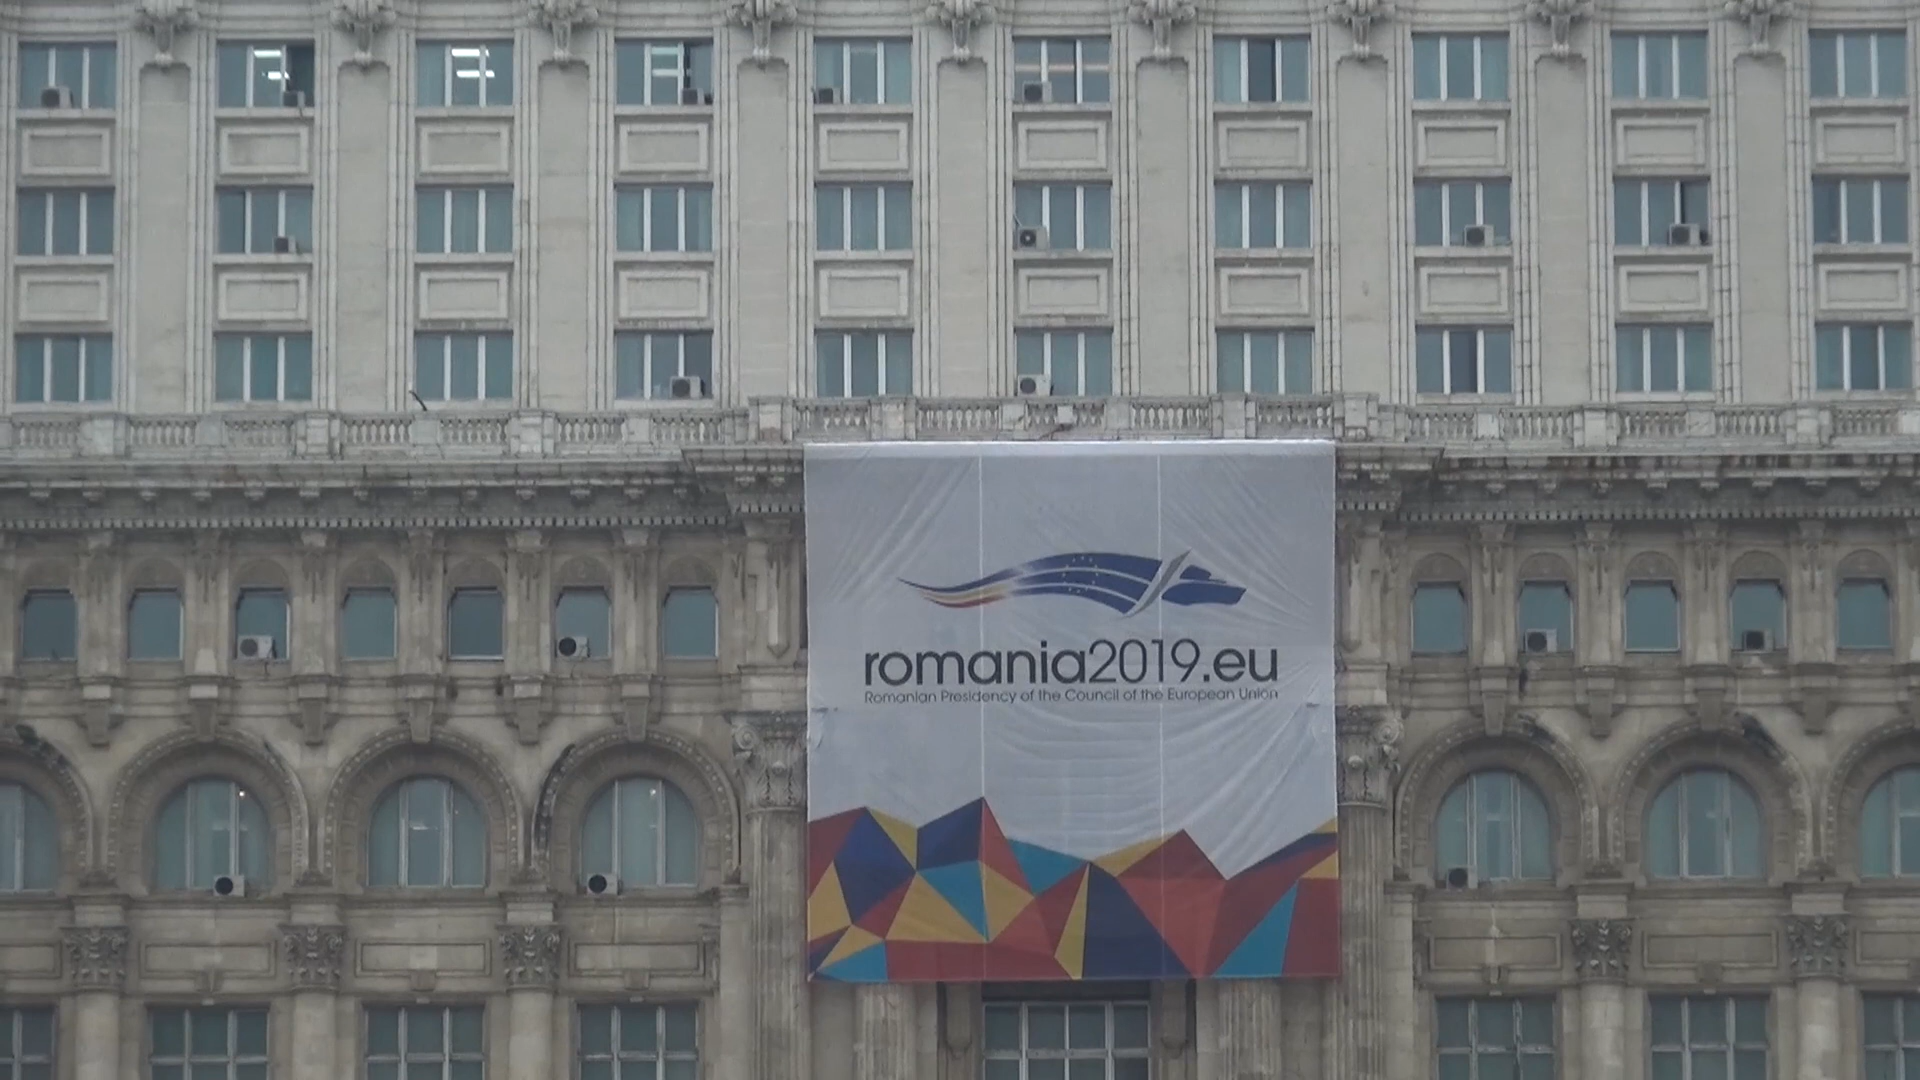 romania2019.eu
Romanian Presidency of the Council of the European Union